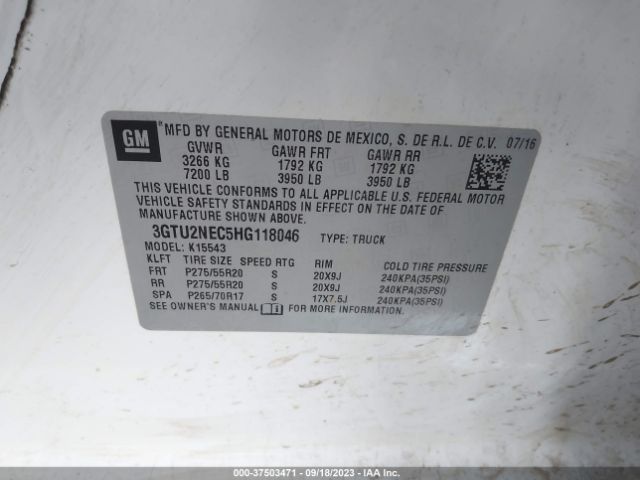 GM ® MFD BY GENERAL MOTORS DE MEXICO, S. DE R.L. DE C.V. 07/16
GVWR GAWR FRT GAWR RR
3266 KG 1792 KG 1792 KG
7200 LB 3950 LB 3950 LB
THIS VEHICLE CONFORMS TO ALL APPLICABLE U.S. FEDERAL MOTOR
VEHICLE SAFETY STANDARDS IN EFFECT ON THE DATE OF
MANUFACTURE SHOWN ABOVE.
3GTU2NEC5HG118046 TYPE: TRUCK
MODEL: K15543
KLFT TIRE SIZE SPEED RTG RIM COLD TIRE PRESSURE
FRT P275/55R20 S 20X9J 240KPA(35PSI)
RR P275/55R20 S 20X9J 240KPA(35PSI)
SPA P265/70R17 S 17X7.5J 240KPA(35PSI)
SEE OWNER'S MANUAL FOR MORE INFORMATION.
000-37503471 - 09/18/2023 - IAA Inc.